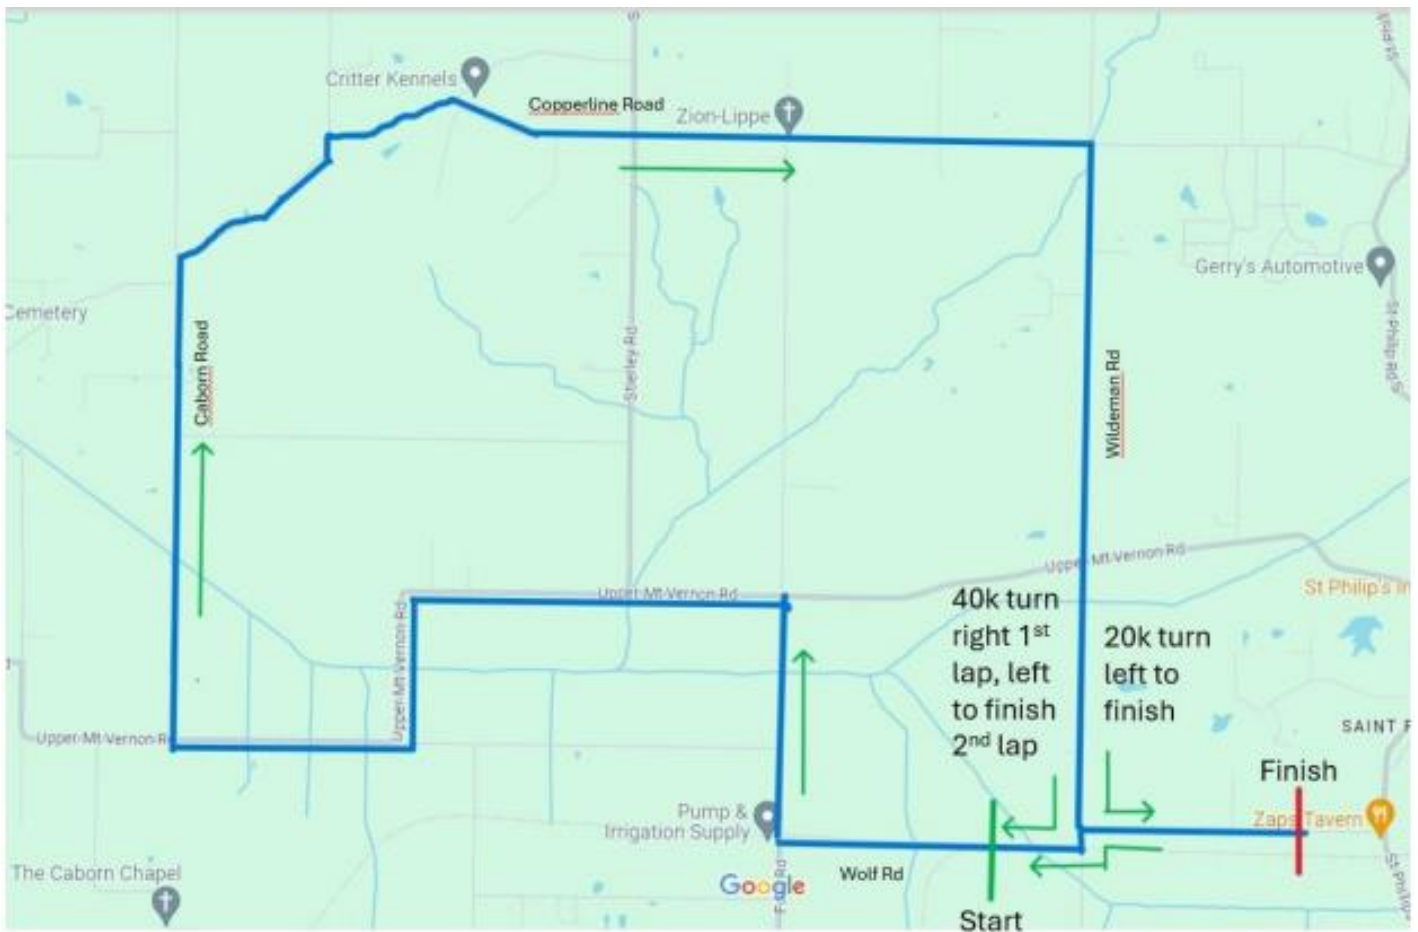 Critter Kennels
Copperline Road
Zion-Lippe
Cemetery
Gerry's Automotive
Caborn Road
Stierley Rd
Wildeman Rd
St Philip Rd S
Upper Mt Vernon Rd
Upper-Mt-Vernon-Rd
Upper-Mt-Vernon-Rd
St Philip's In
40k turn
right 1st
lap, left
to finish
2nd lap
20k turn
left to
finish
Upper-Mt-Vernon-R
SAINT
Finish
Pump &
Irrigation Supply
Zaps Tavern
The Caborn Chapel
Wolf Rd
Google
Start